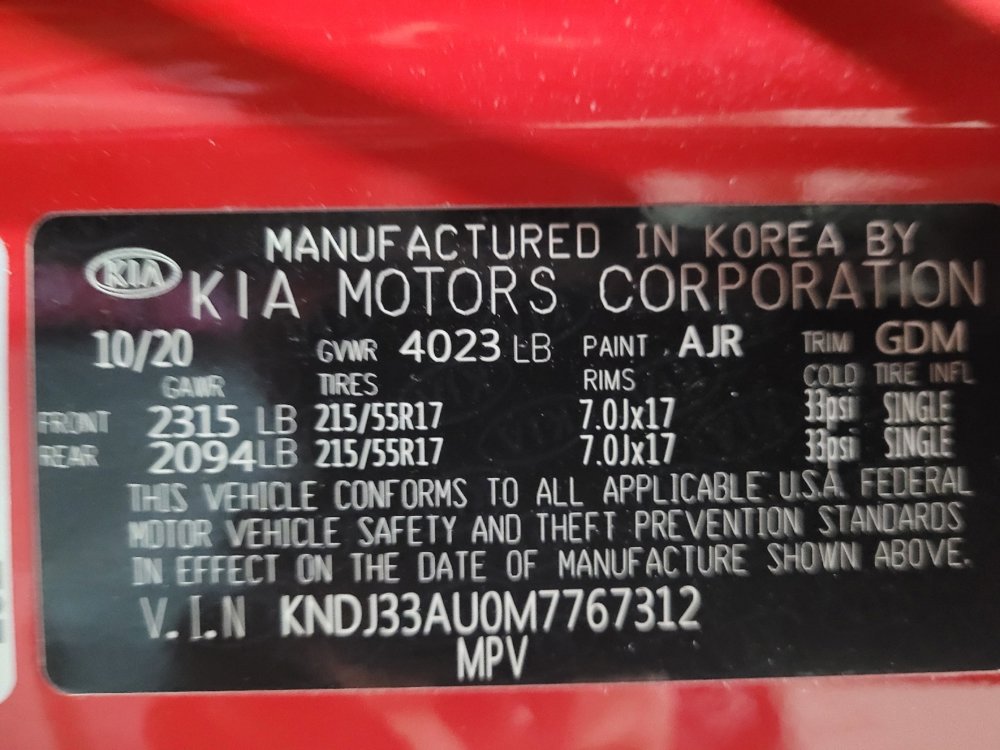 MANUFACTURED IN KOREA BY
KIA KIA MOTORS CORPORATION
10/20 GVWR 4023 LB PAINT AJR TRIM GDM
GAWR TIRES RIMS COLD TIRE INFL
FRONT 2315 LB 215/55R17 7.0Jx17 33psi SINGLE
REAR 2094LB 215/55R17 7.0Jx17 33psi SINGLE
THIS VEHICLE CONFORMS TO ALL APPLICABLE U.S.A FEDERAL
MOTOR VEHICLE SAFETY AND THEFT PREVENTION STANDARDS
IN EFFECT ON THE DATE OF MANUFACTURE SHOWN ABOVE.
V.I.N KNDJ33AU0M7767312
MPV